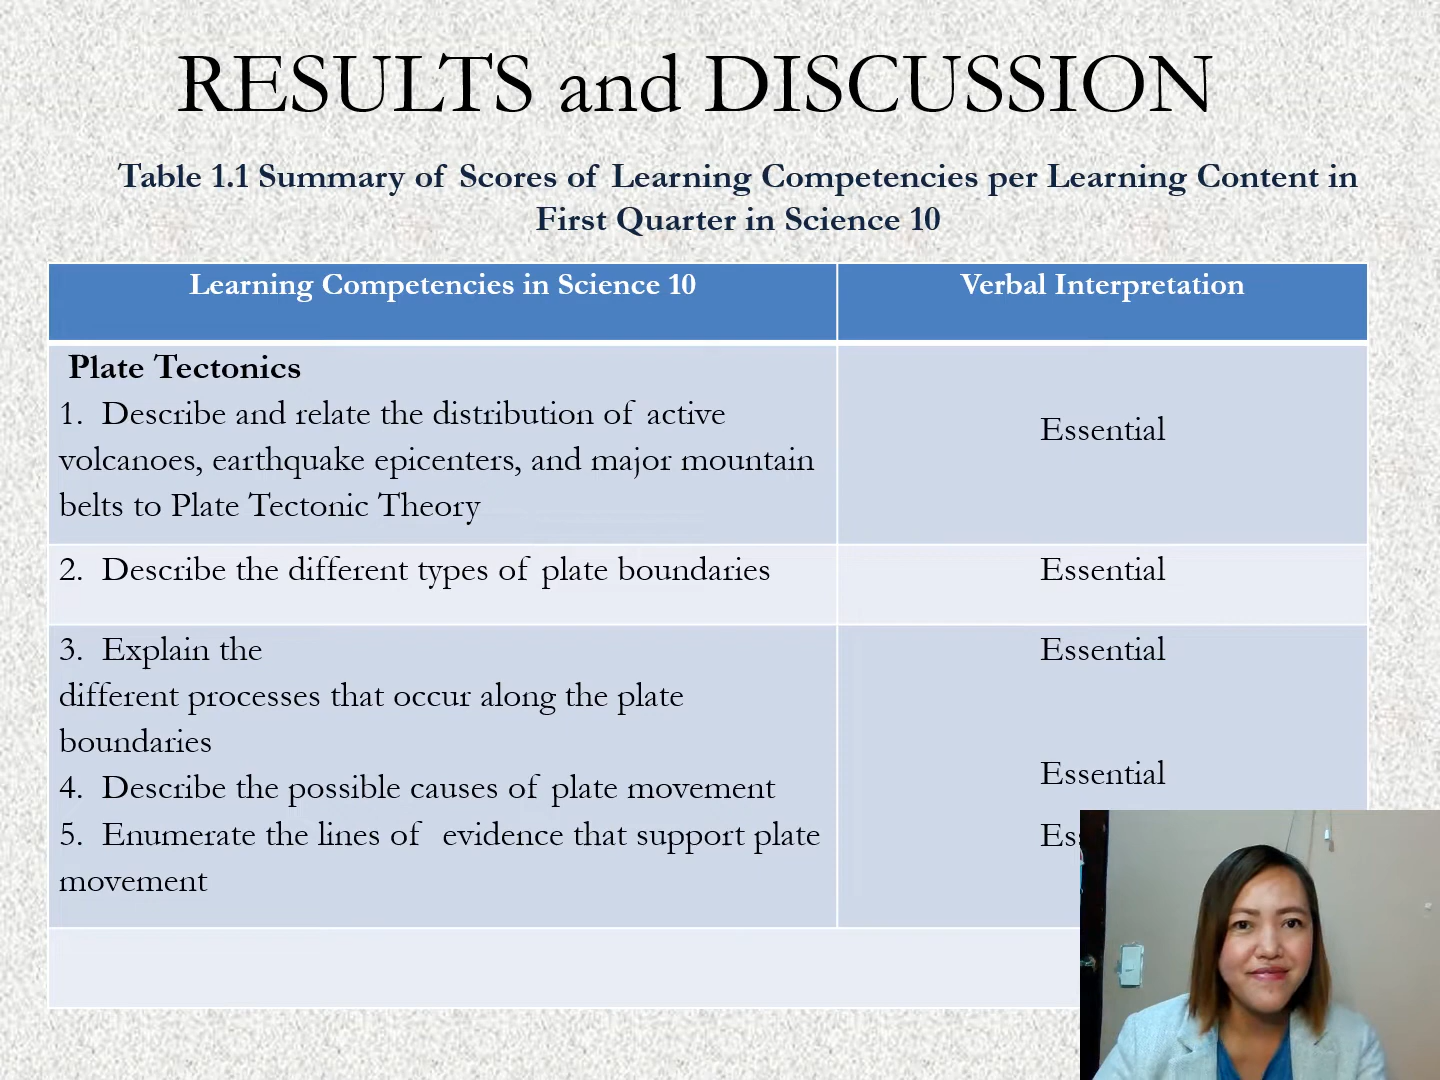 RESULTS and DISCUSSION
Table 1.1 Summary of Scores of Learning Competencies per Learning Content in
First Quarter in Science 10
Learning Competencies in Science 10
Verbal Interpretation
Plate Tectonics
1. Describe and relate the distribution of active
volcanoes, earthquake epicenters, and major mountain
belts to Plate Tectonic Theory
Essential
2. Describe the different types of plate boundaries
Essential
3. Explain the
different processes that occur along the plate
boundaries
Essential
4. Describe the possible causes of plate movement
Essential
5. Enumerate the lines of evidence that support plate
movement